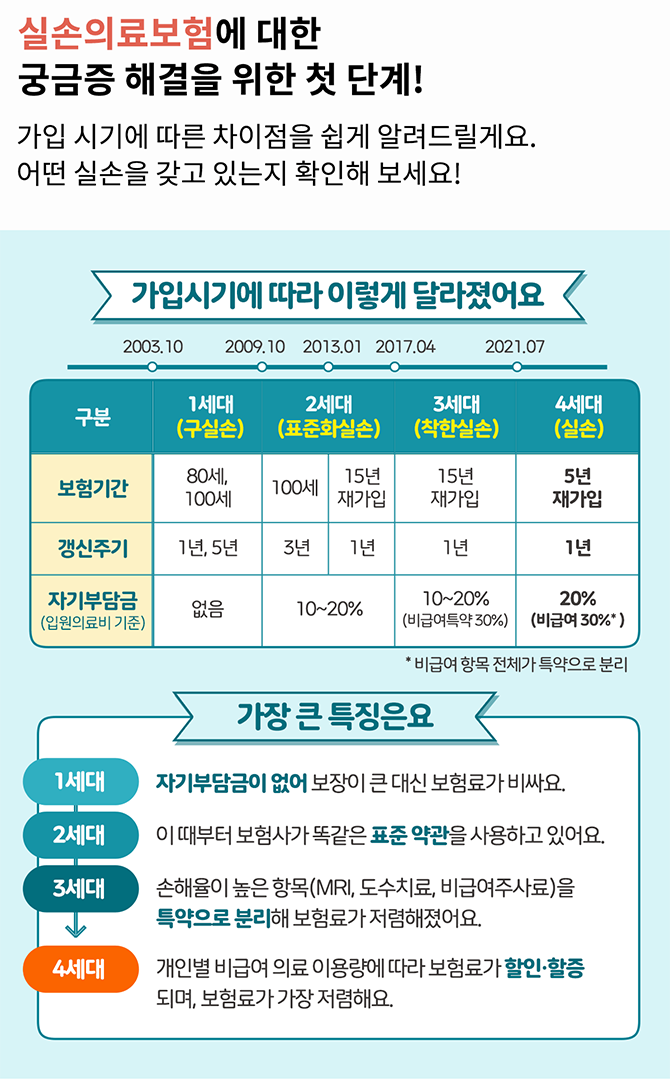 실손의료보험에 대한
궁금증 해결을 위한 첫 단계!
가입 시기에 따른 차이점을 쉽게 알려드릴게요.
어떤 실손을 갖고 있는지 확인해 보세요!
가입시기에 따라 이렇게 달라졌어요
2003.10 2009.10 2013.01 2017.04 2021.07
구분 1세대 (구실손) 2세대 (표준화실손) 3세대 (착한실손) 4세대 (실손)
보험기간 80세, 100세 100세 15년 재가입 15년 재가입 5년 재가입
갱신주기 1년, 5년 3년 1년 1년 1년
자기부담금 (입원의료비 기준) 없음 10~20% 10~20% (비급여특약 30%) 20% (비급여 30%*)
* 비급여 항목 전체가 특약으로 분리
가장 큰 특징은요
1세대 자기부담금이 없어 보장이 큰 대신 보험료가 비싸요.
2세대 이 때부터 보험사가 똑같은 표준 약관을 사용하고 있어요.
3세대 손해율이 높은 항목(MRI, 도수치료, 비급여주사료)을
특약으로 분리해 보험료가 저렴해졌어요.
4세대 개인별 비급여 의료 이용량에 따라 보험료가 할인·할증
되며, 보험료가 가장 저렴해요.